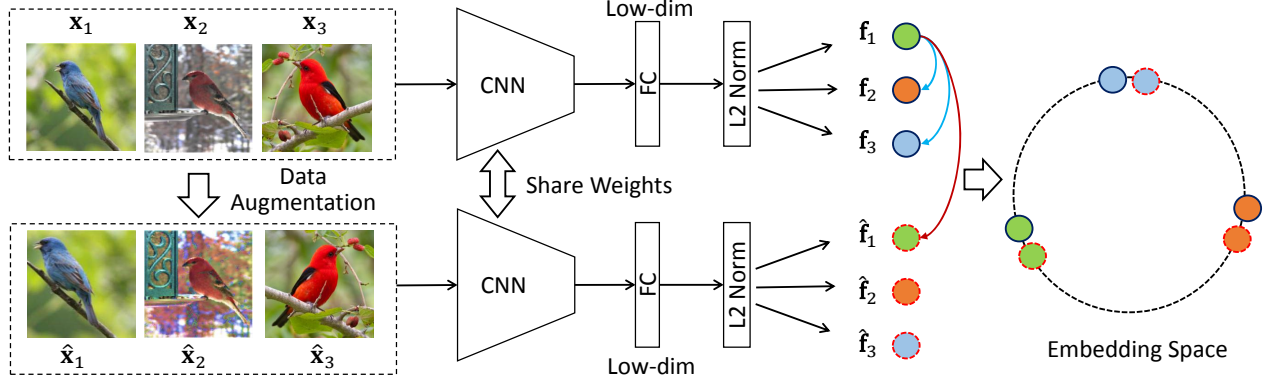 Low-dim
𝐱₁ 𝐱₂ 𝐱₃
CNN
FC
L2 Norm
𝐟₁
𝐟₂
𝐟₃
Data
Augmentation
Share Weights
CNN
FC
L2 Norm
𝐟̂₁
𝐟̂₂
𝐟̂₃
𝐱̂₁ 𝐱̂₂ 𝐱̂₃
Low-dim
Embedding Space